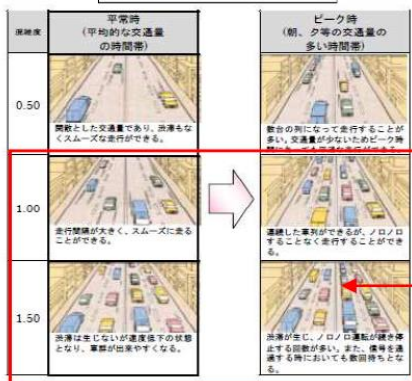 混雑度
平常時
(平均的な交通量
の時間帯)
ピーク時
(朝、夕等の交通量の
多い時間帯)
0.50
閑散とした交通量であり、渋滞もな
くスムーズな走行ができる。
数台の列になって走行することが
多い。交通量が少ないためピーク時
1.00
走行間隔が大きく、スムーズに走る
ことができる。
連続した車列ができるが、ノロノロ
することなく走行することができ
る。
1.50
渋滞は生じないが速度低下の状態
となり、車群が出来やすくなる。
渋滞が生じ、ノロノロ運転が続き停
止する回数が多い。また、信号を通
過する時においても数回待ちとな
る。